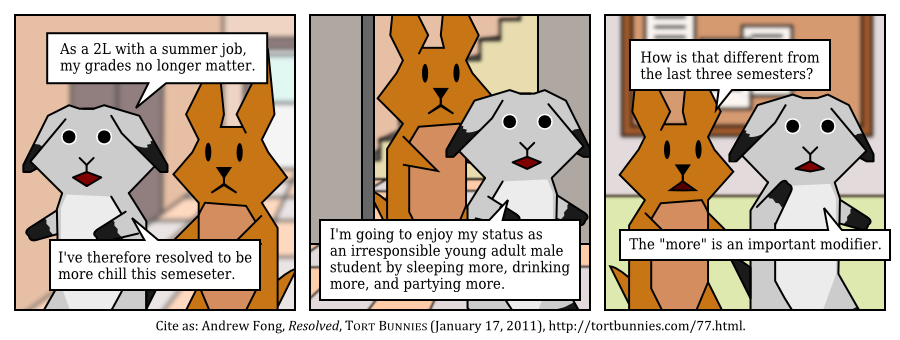 As a 2L with a summer job,
my grades no longer matter.
I've therefore resolved to be
more chill this semeseter.
I'm going to enjoy my status as
an irresponsible young adult male
student by sleeping more, drinking
more, and partying more.
How is that different from
the last three semesters?
The "more" is an important modifier.
Cite as: Andrew Fong, Resolved, TORT BUNNIES (January 17, 2011), http://tortbunnies.com/77.html.